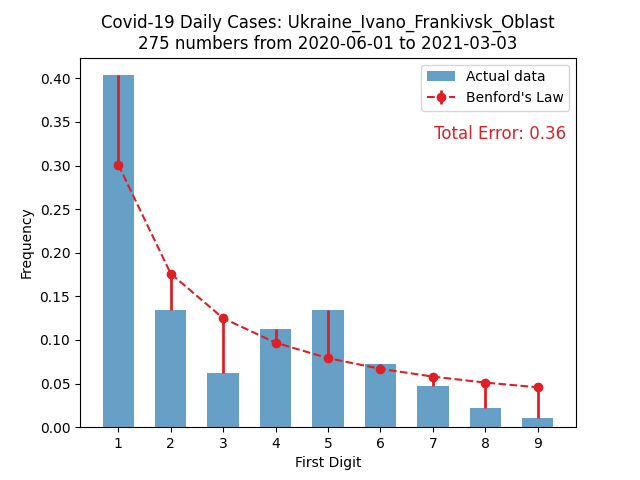 Covid-19 Daily Cases: Ukraine_Ivano_Frankivsk_Oblast
275 numbers from 2020-06-01 to 2021-03-03
Actual data
Benford's Law
Total Error: 0.36
0.40
0.35
0.30
0.25
0.20
0.15
0.10
0.05
0.00
Frequency
1 2 3 4 5 6 7 8 9
First Digit